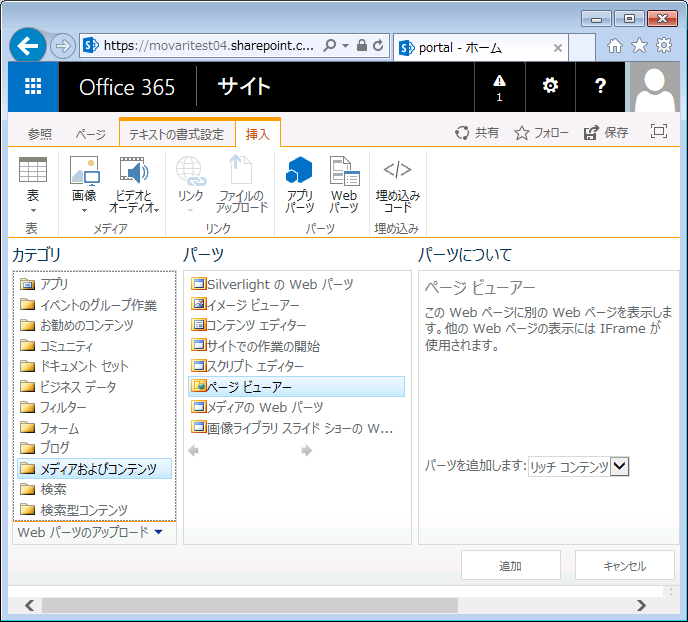 https://movaritest04.sharepoint.c...
portal - ホーム
Office 365
サイト
1
?
参照
ページ
テキストの書式設定
挿入
共有
フォロー
保存
表
画像
ビデオと
オーディオ
リンク
ファイルの
アップロード
アプリ
パーツ
Web
パーツ
埋め込み
コード
表
メディア
リンク
パーツ
埋め込み
カテゴリ
アプリ
イベントのグループ作業
お勧めのコンテンツ
コミュニティ
ドキュメント セット
ビジネス データ
フィルター
フォーム
ブログ
メディアおよびコンテンツ
検索
検索型コンテンツ
Web パーツのアップロード
パーツ
Silverlight の Web パーツ
イメージ ビューアー
コンテンツ エディター
サイトでの作業の開始
スクリプト エディター
ページ ビューアー
メディアの Web パーツ
画像ライブラリ スライド ショーの W...
パーツについて
ページ ビューアー
この Web ページに別の Web ページを表示しま
す。他の Web ページの表示には IFrame が
使用されます。
パーツを追加します: リッチ コンテンツ
追加
キャンセル